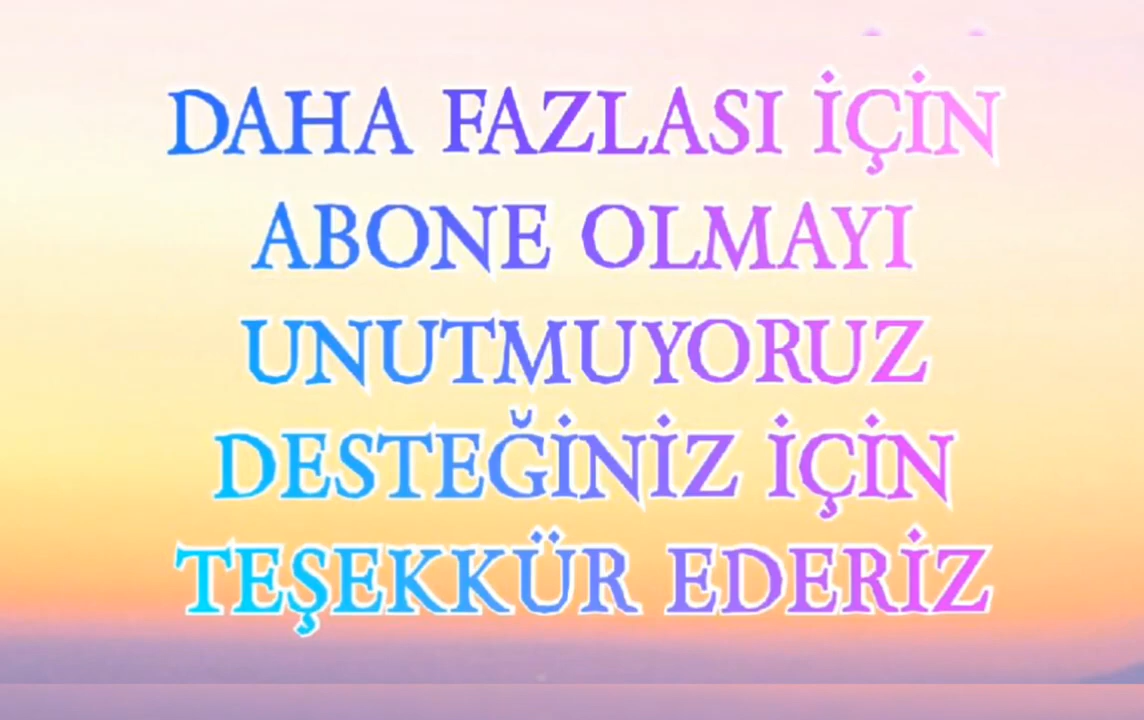 DAHA FAZLASI İÇİN
ABONE OLMAYI
UNUTMUYORUZ
DESTEĞİNİZ İÇİN
TEŞEKKÜR EDERİZ